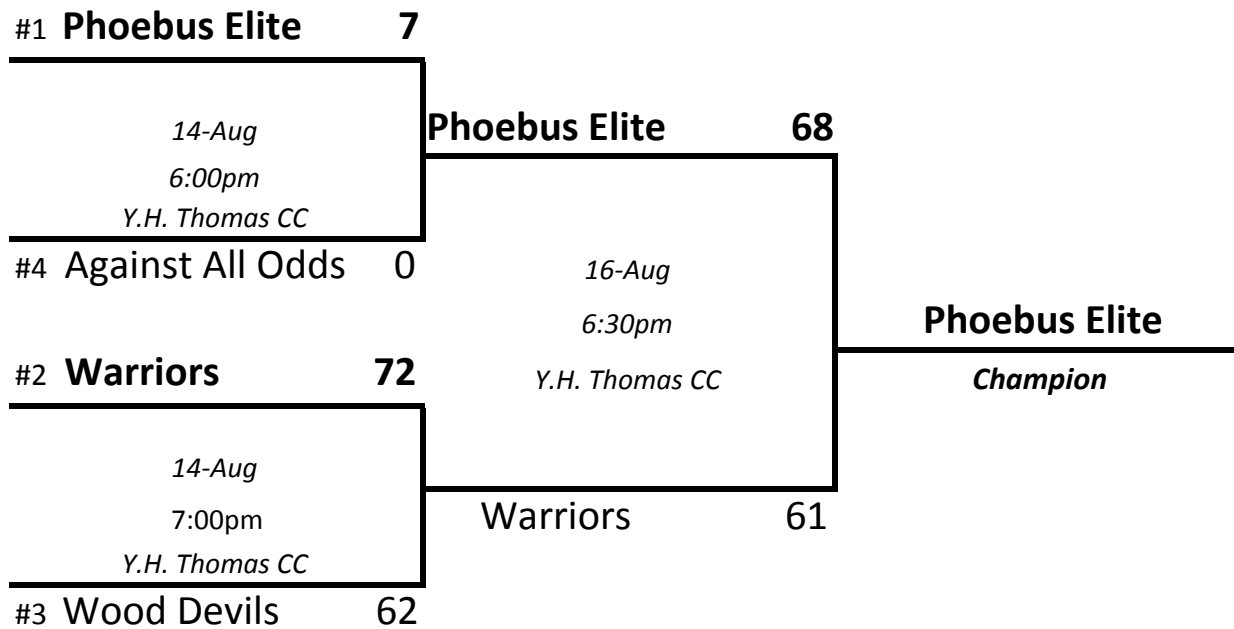 #1 Phoebus Elite 7
14-Aug
6:00pm
Y.H. Thomas CC
#4 Against All Odds 0
#2 Warriors 72
14-Aug
7:00pm
Y.H. Thomas CC
#3 Wood Devils 62
Phoebus Elite 68
16-Aug
6:30pm
Y.H. Thomas CC
Warriors 61
Phoebus Elite
Champion